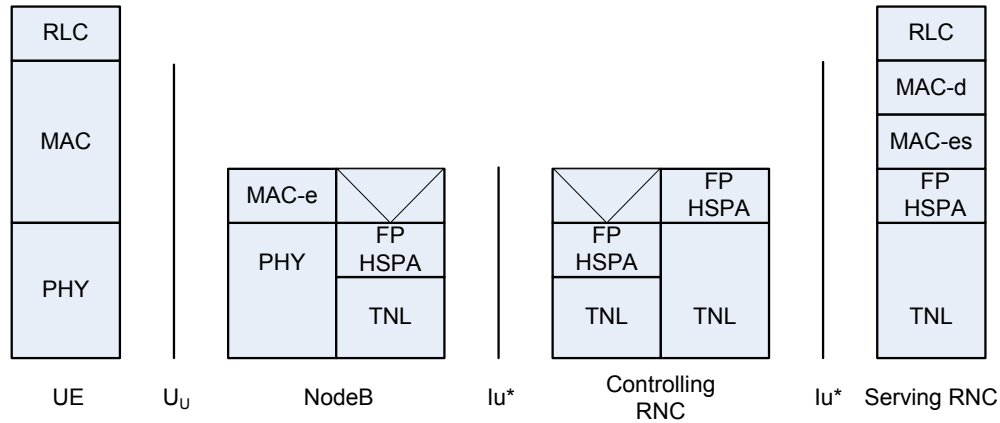 RLC
MAC
PHY
UE
U_U
MAC-e
PHY
FP
HSPA
TNL
NodeB
Iu*
FP
HSPA
TNL
FP
HSPA
TNL
Controlling
RNC
Iu*
RLC
MAC-d
MAC-es
FP
HSPA
TNL
Serving RNC